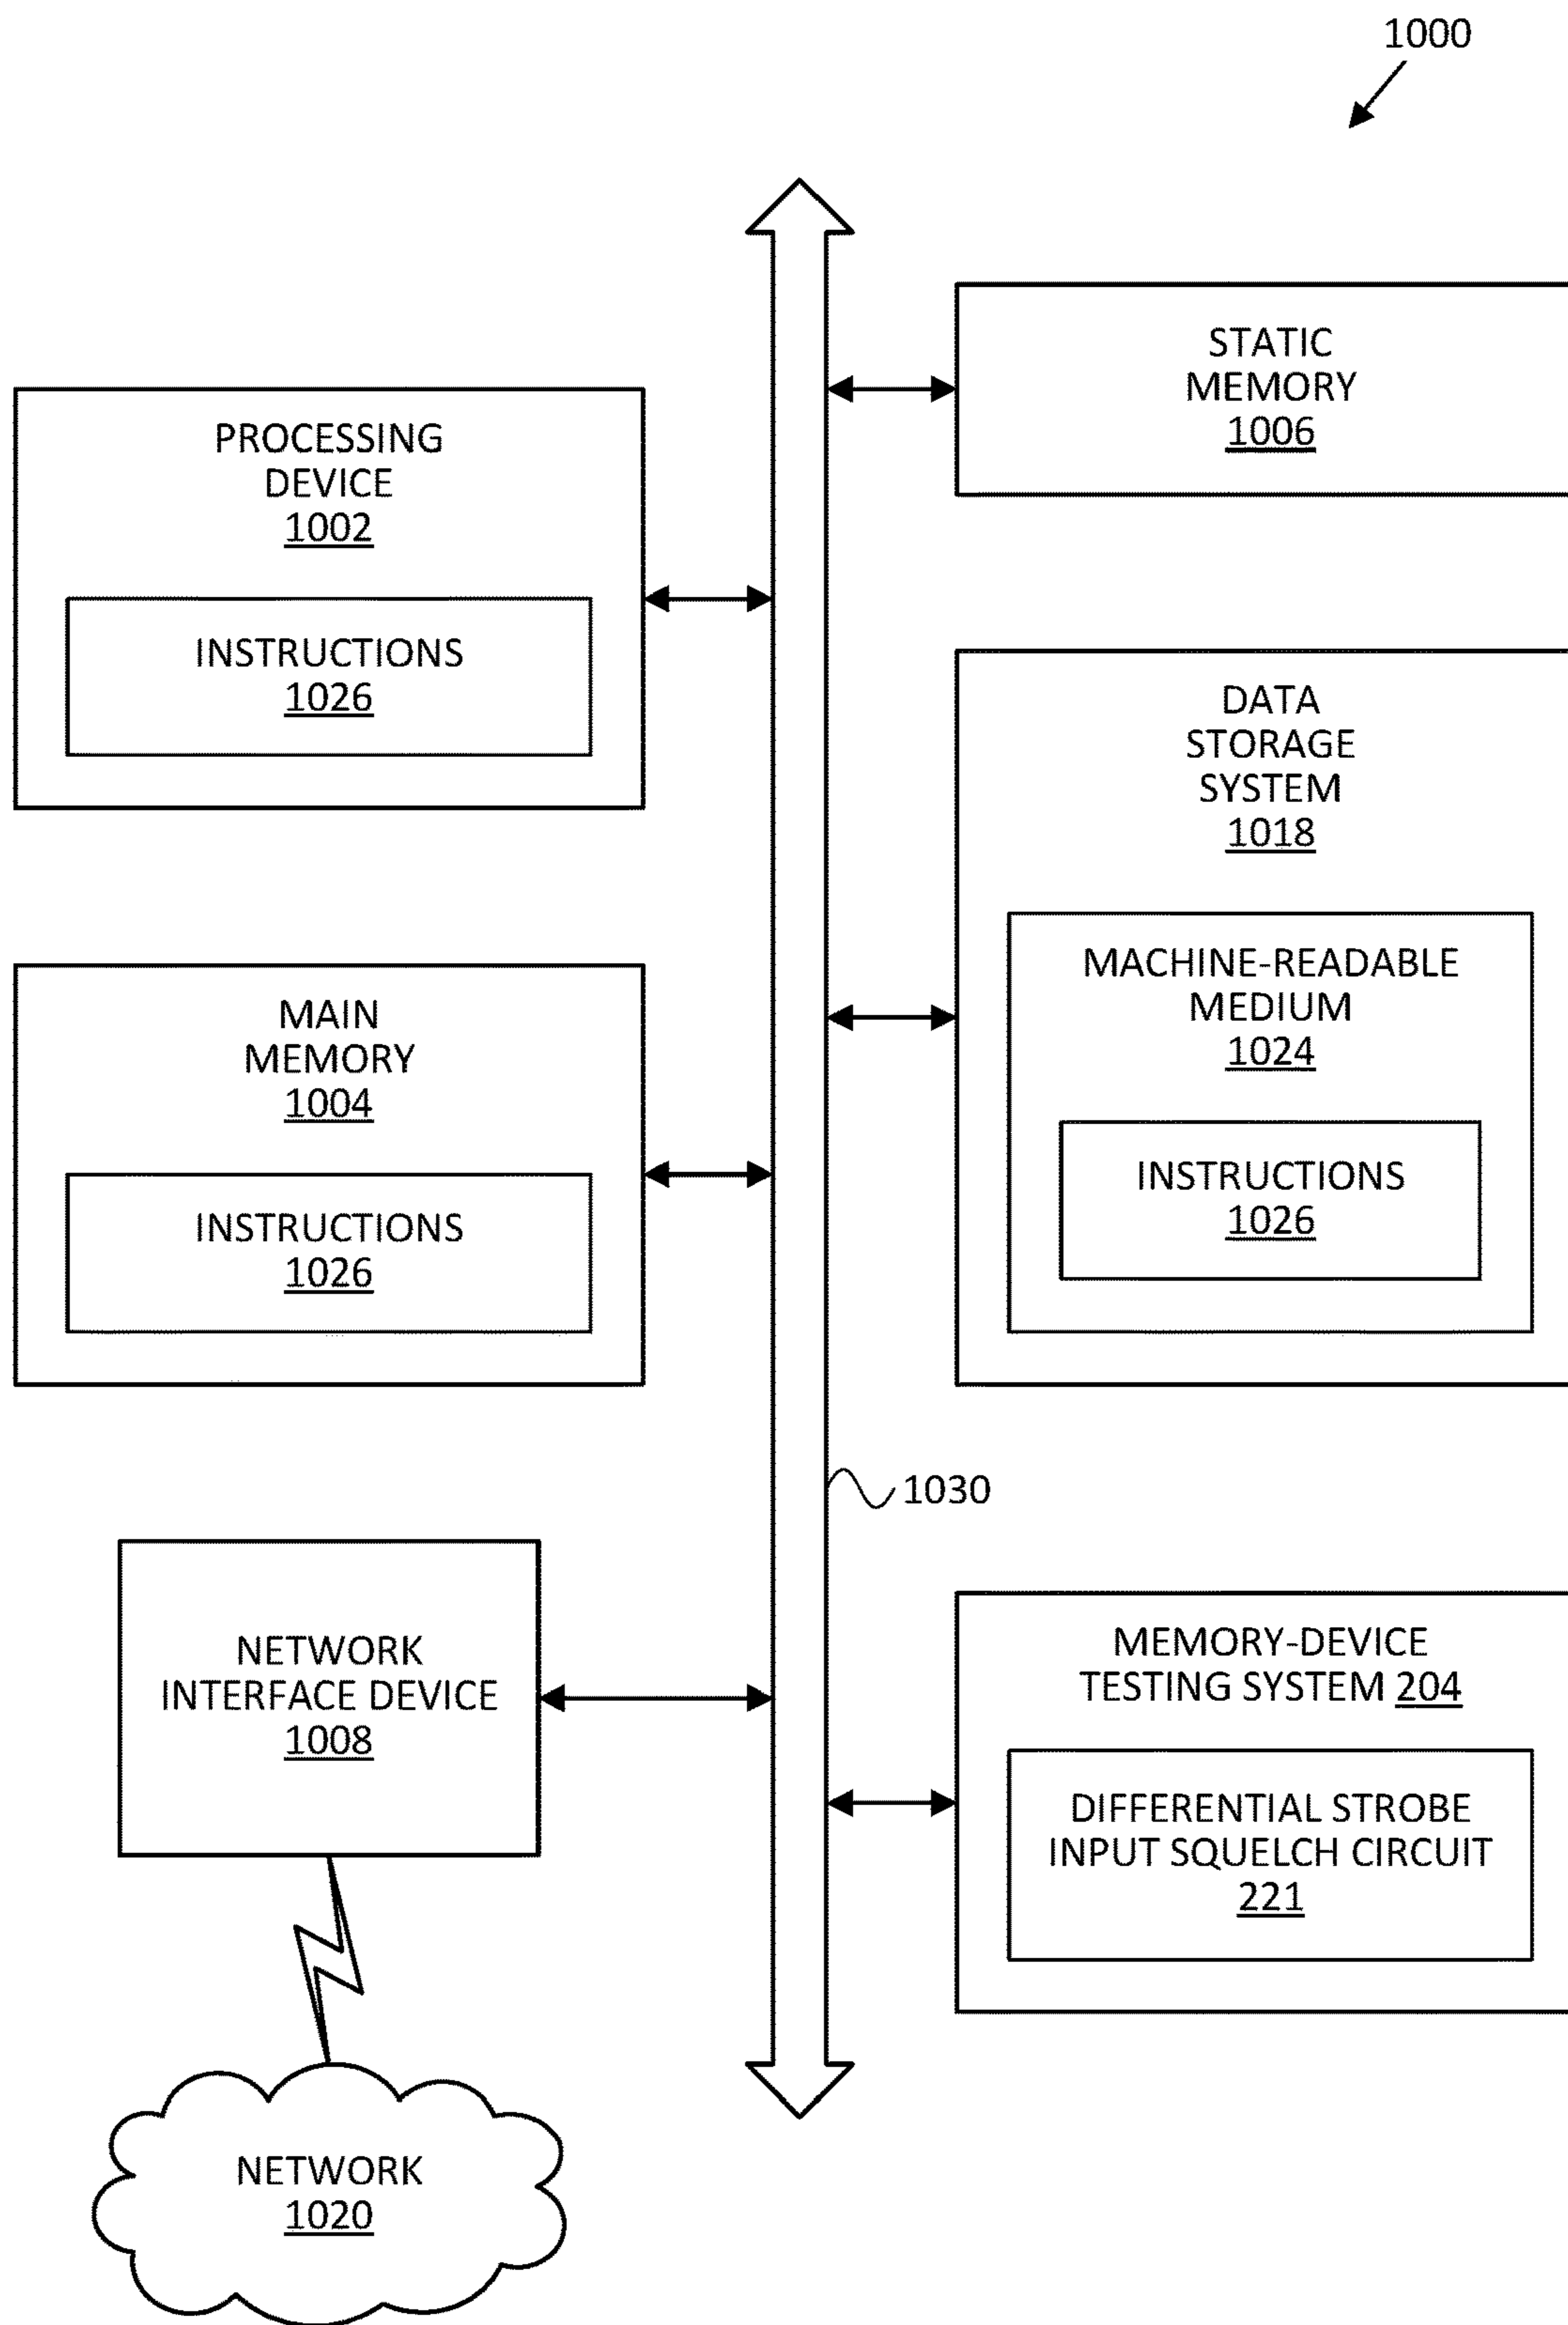 1000
STATIC
MEMORY
1006
PROCESSING
DEVICE
1002
INSTRUCTIONS
1026
DATA
STORAGE
SYSTEM
1018
MACHINE-READABLE
MEDIUM
1024
INSTRUCTIONS
1026
MAIN
MEMORY
1004
INSTRUCTIONS
1026
1030
NETWORK
INTERFACE DEVICE
1008
MEMORY-DEVICE
TESTING SYSTEM 204
DIFFERENTIAL STROBE
INPUT SQUELCH CIRCUIT
221
NETWORK
1020